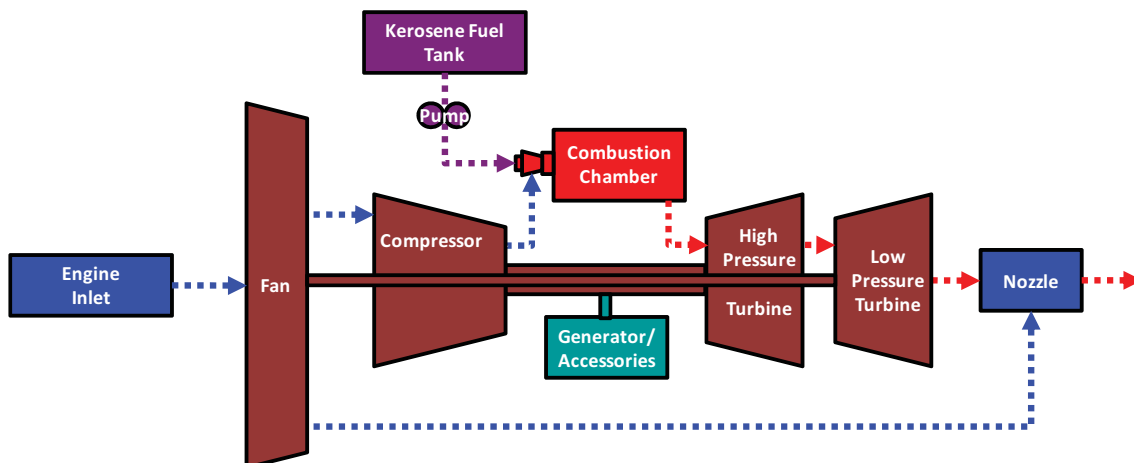 Kerosene Fuel
Tank
Pump
Combustion
Chamber
Compressor
High
Pressure
Turbine
Low
Pressure
Turbine
Engine
Inlet
Fan
Nozzle
Generator/
Accessories